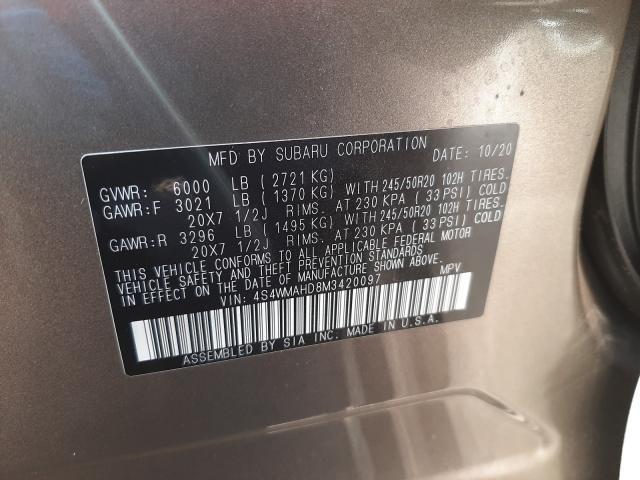 MFD BY SUBARU CORPORATION DATE: 10/20
GVWR: 6000 LB ( 2721 KG)
GAWR:F 3021 LB ( 1370 KG) WITH 245/50R20 102H TIRES.
20X7 1/2J RIMS. AT 230 KPA ( 33 PSI) COLD
GAWR:R 3296 LB ( 1495 KG) WITH 245/50R20 102H TIRES.
20X7 1/2J RIMS. AT 230 KPA ( 33 PSI) COLD
THIS VEHICLE CONFORMS TO ALL APPLICABLE FEDERAL MOTOR
VEHICLE SAFETY AND THEFT PREVENTION STANDARDS
IN EFFECT ON THE DATE OF MANUFACTURE SHOWN ABOVE.
VIN: 4S4WMAHD8M3420097 MPV
ASSEMBLED BY SIA INC. MADE IN U.S.A.